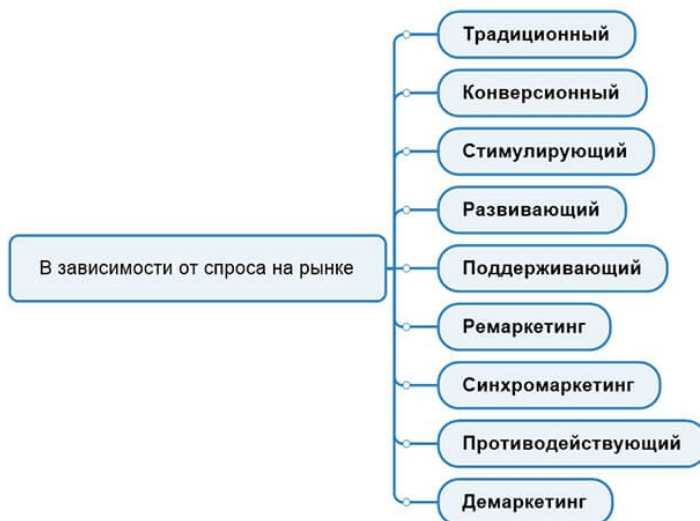 Традиционный
Конверсионный
Стимулирующий
Развивающий
В зависимости от спроса на рынке
Поддерживающий
Ремаркетинг
Синхромаркетинг
Противодействующий
Демаркетинг